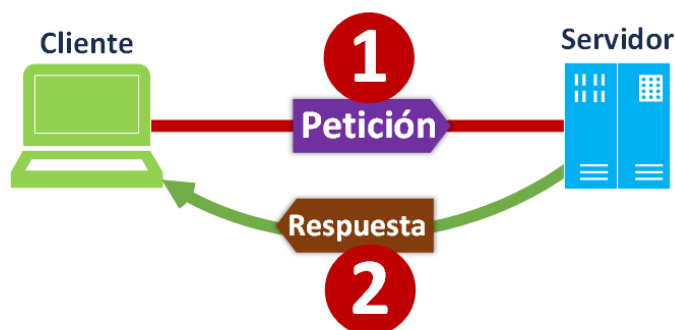 Cliente
Servidor
1
Petición
Respuesta
2